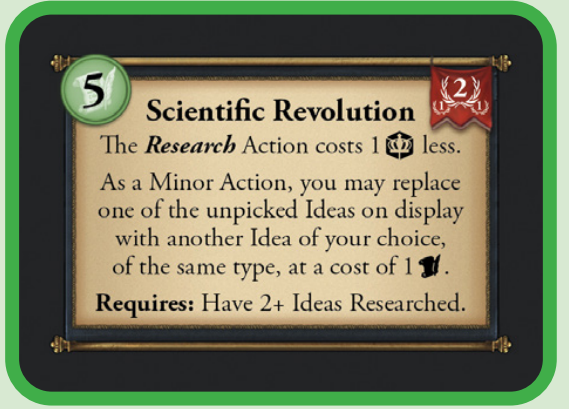 5
2
1 1
Scientific Revolution
The Research Action costs 1 less.
As a Minor Action, you may replace
one of the unpicked Ideas on display
with another Idea of your choice,
of the same type, at a cost of 1 .
Requires: Have 2+ Ideas Researched.